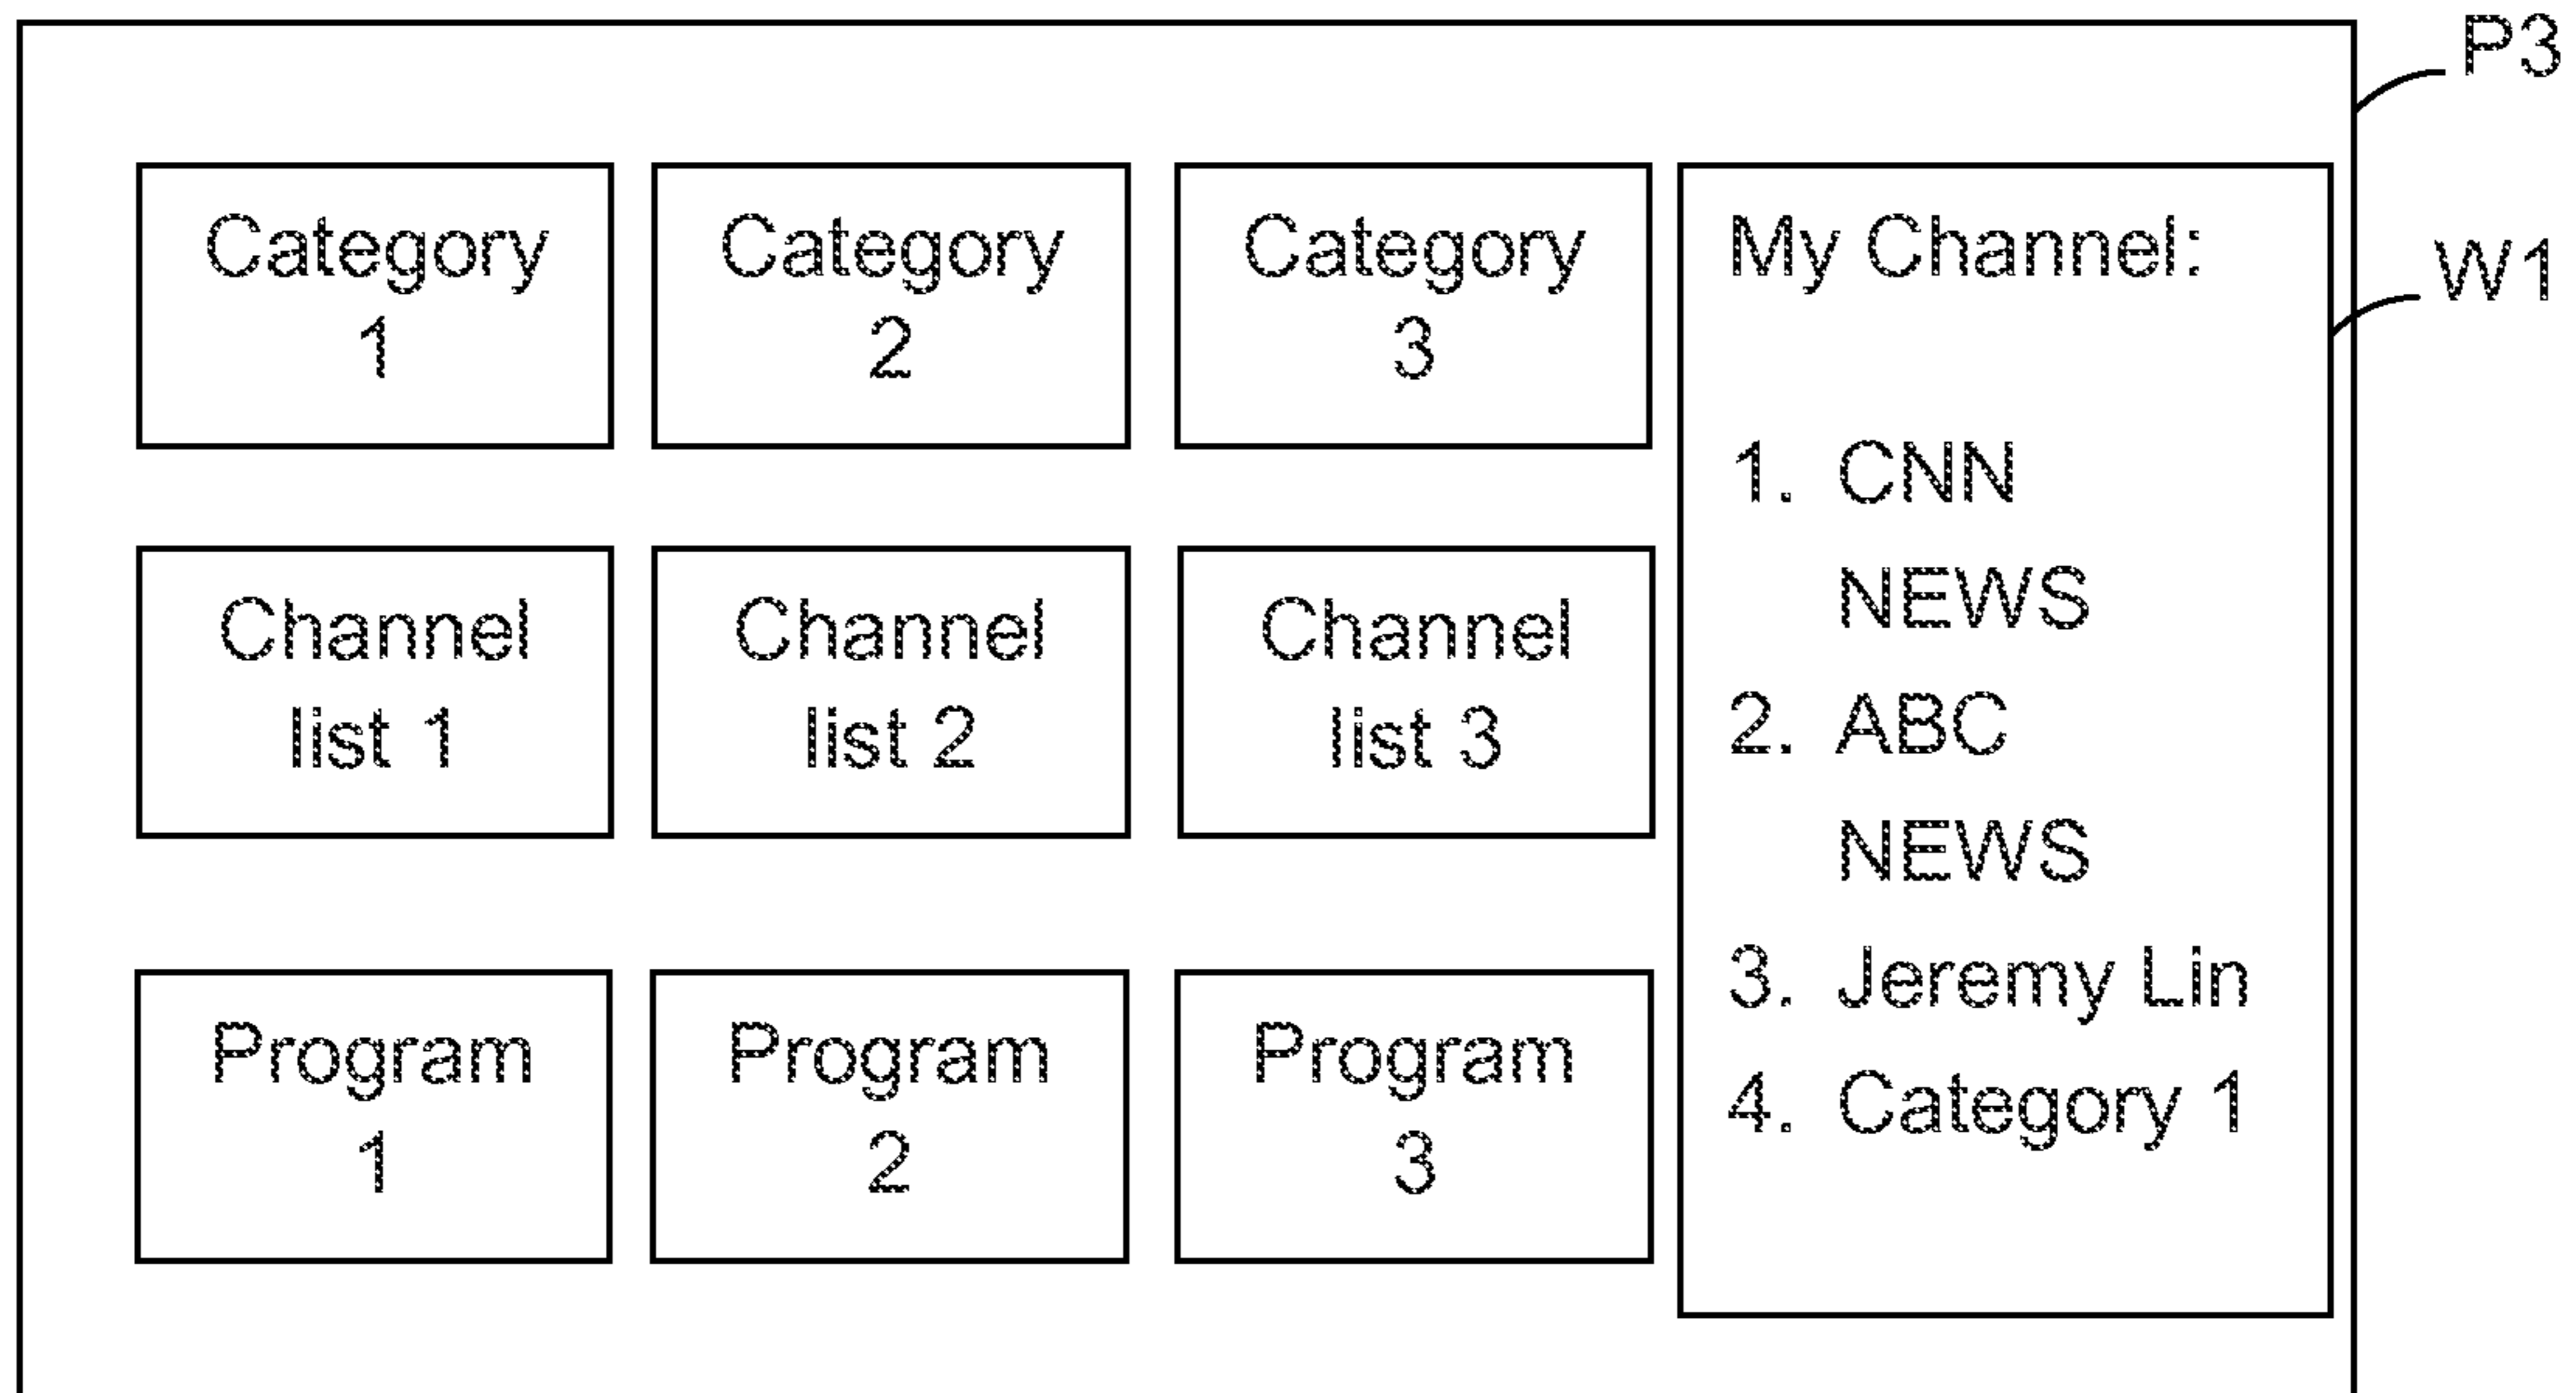 P3
W1
Category
1
Category
2
Category
3
Channel
list 1
Channel
list 2
Channel
list 3
Program
1
Program
2
Program
3
My Channel:
1. CNN
NEWS
2. ABC
NEWS
3. Jeremy Lin
4. Category 1